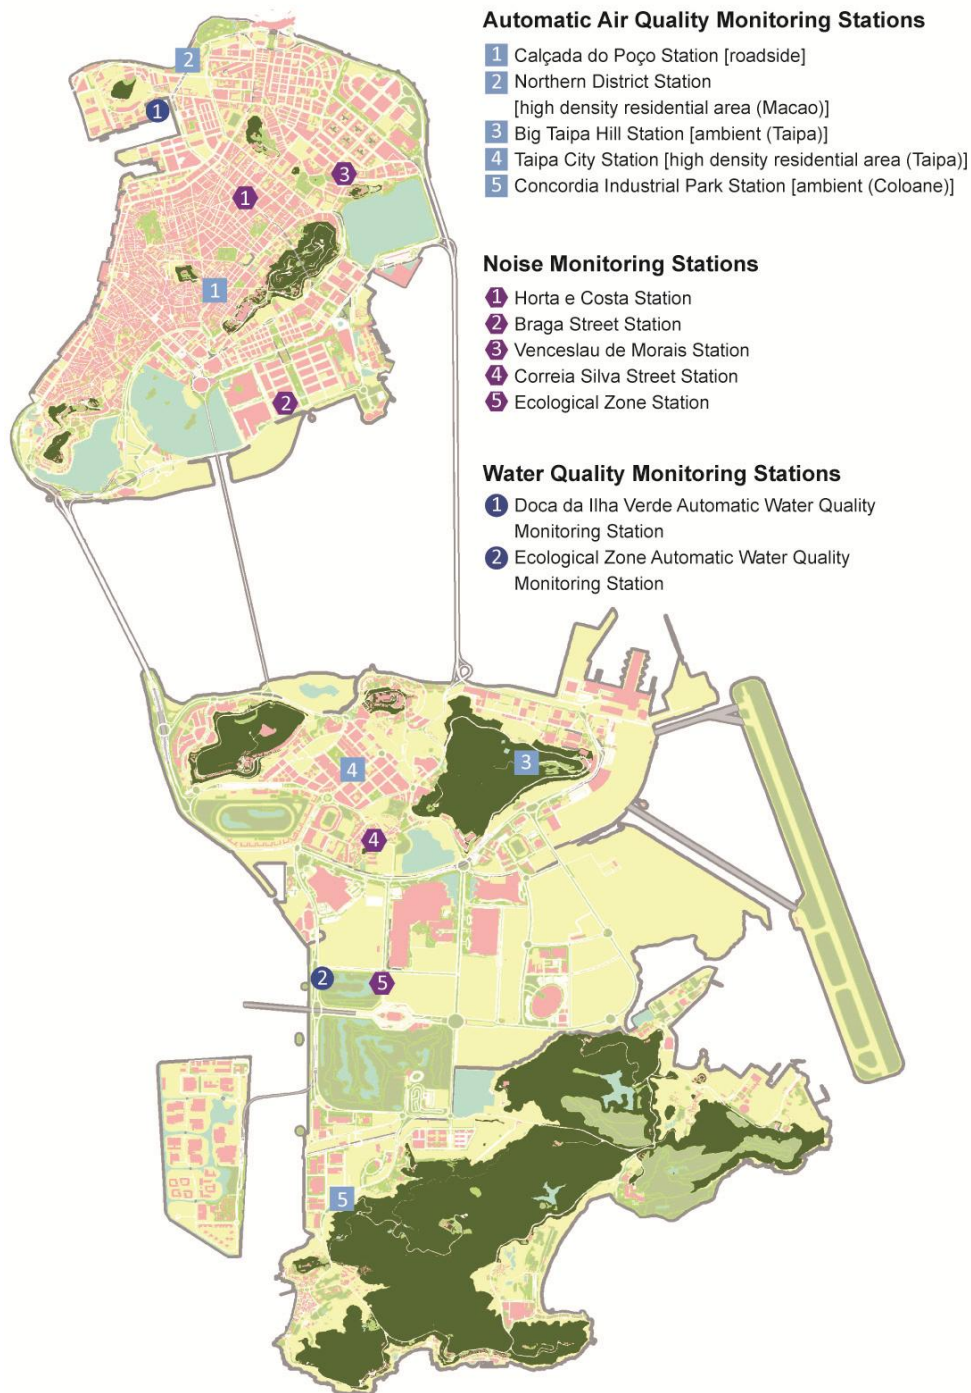 Automatic Air Quality Monitoring Stations
1 Calçada do Poço Station [roadside]
2 Northern District Station
[high density residential area (Macao)]
3 Big Taipa Hill Station [ambient (Taipa)]
4 Taipa City Station [high density residential area (Taipa)]
5 Concordia Industrial Park Station [ambient (Coloane)]
Noise Monitoring Stations
1 Horta e Costa Station
2 Braga Street Station
3 Venceslau de Morais Station
4 Correia Silva Street Station
5 Ecological Zone Station
Water Quality Monitoring Stations
1 Doca da Ilha Verde Automatic Water Quality
Monitoring Station
2 Ecological Zone Automatic Water Quality
Monitoring Station
2
1
3
1
1
2
4
3
4
2
5
5